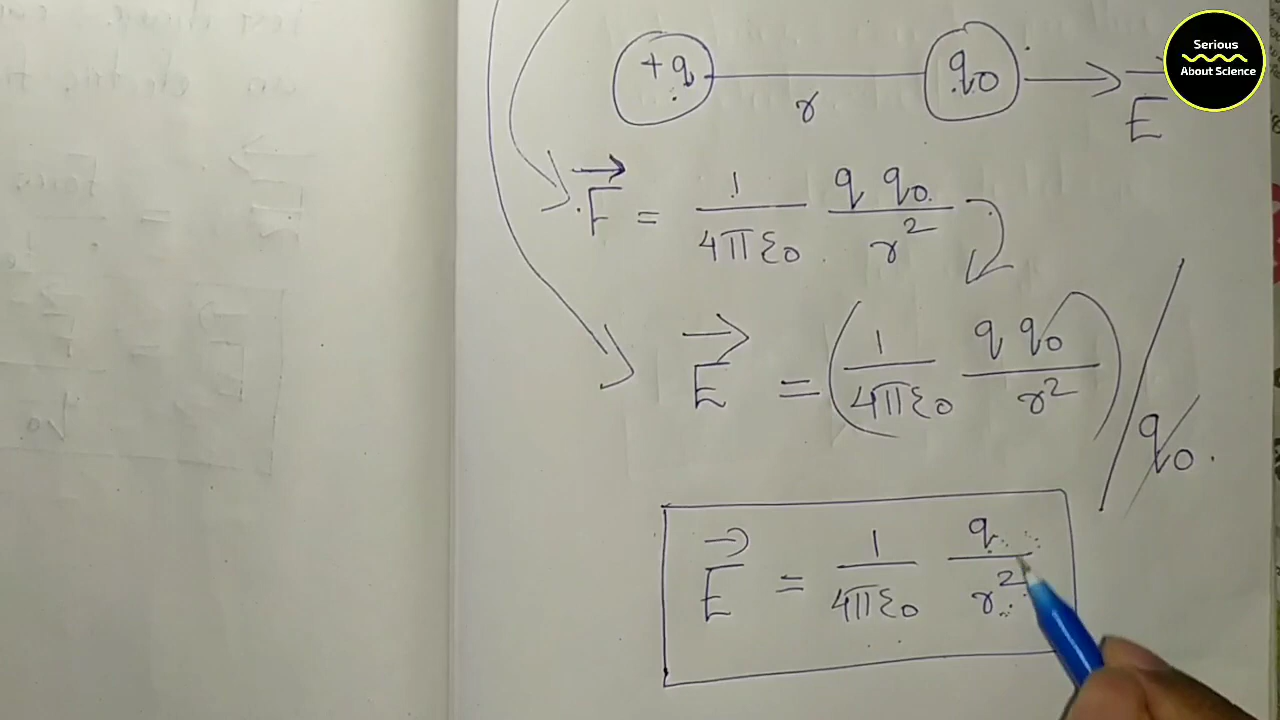 Serious
About Science
+q r q₀ → E⃗
F⃗ = 1/4πε₀ q q₀/r²
E⃗ = (1/4πε₀ q q₀/r²) / q₀.
E⃗ = 1/4πε₀ q/r²